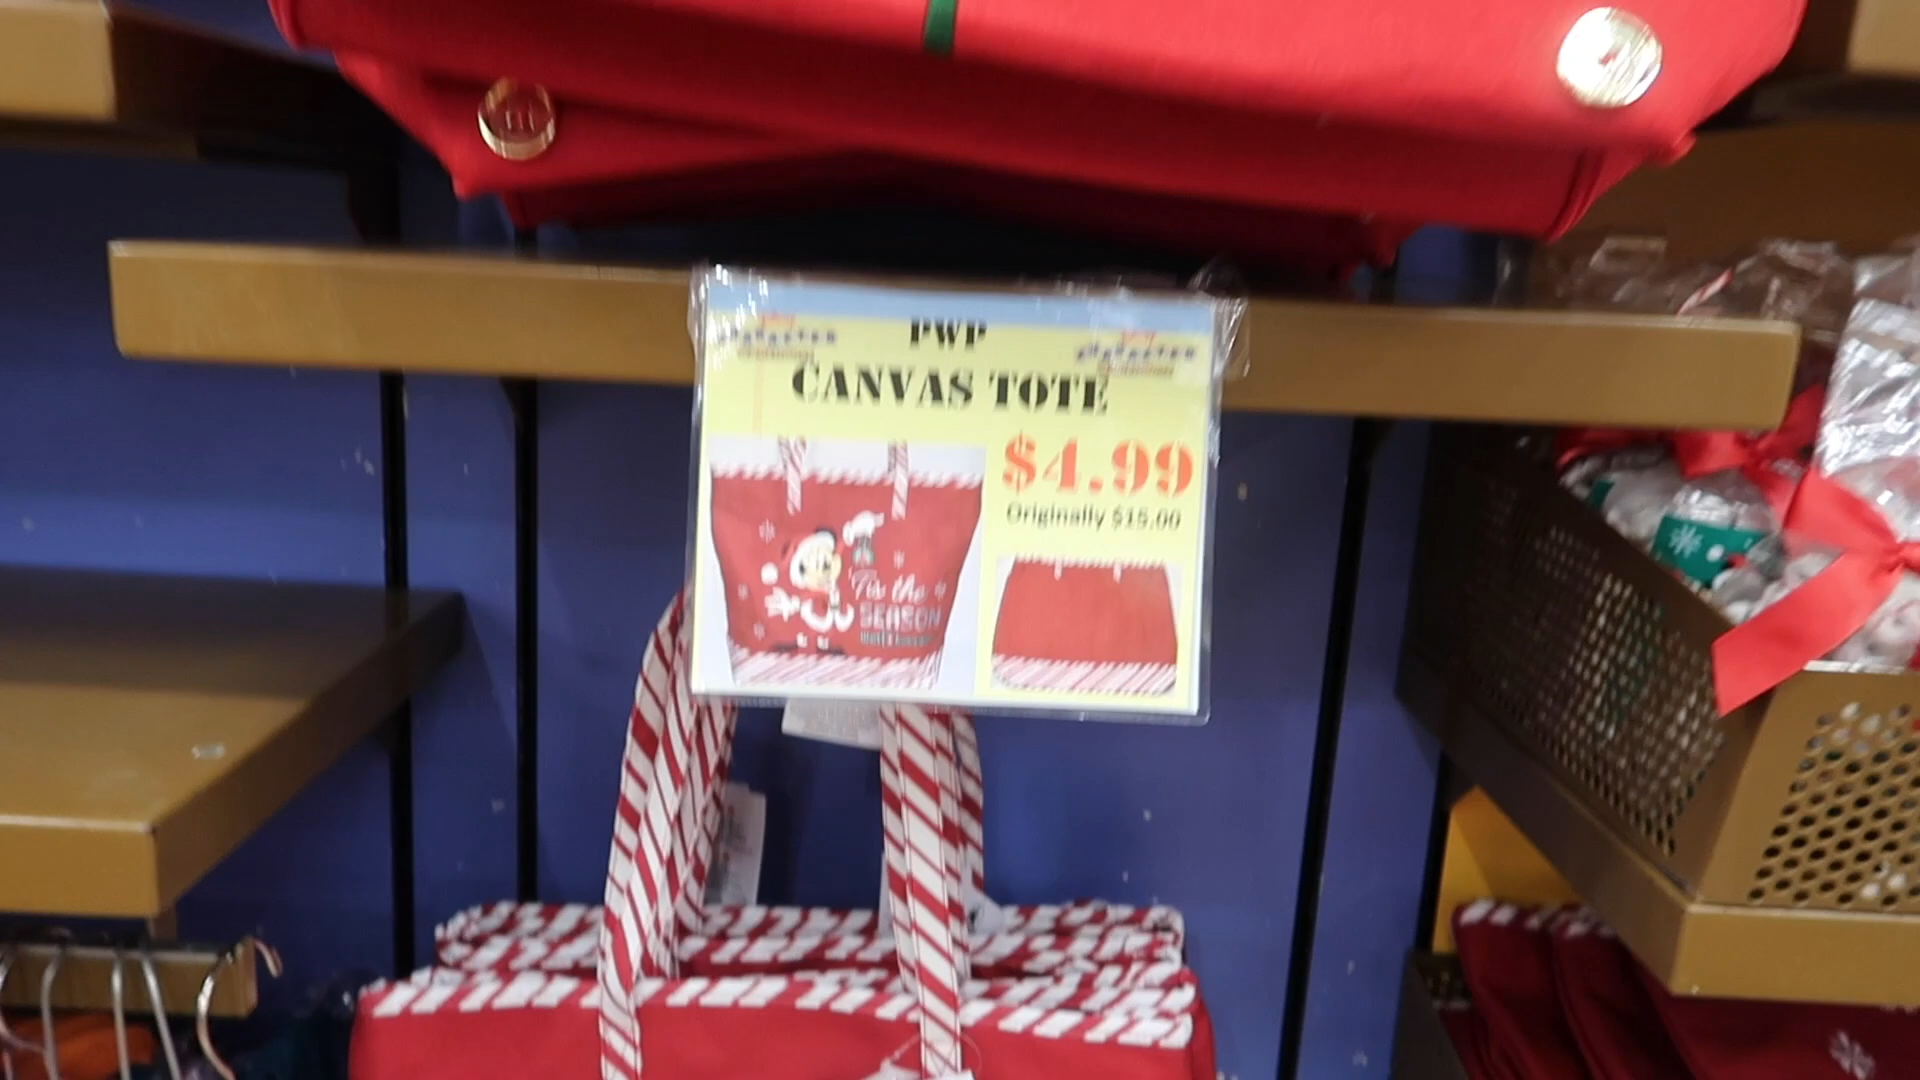 PWP
CANVAS TOTE
$4.99
Originally $15.00
'Tis the
SEASON